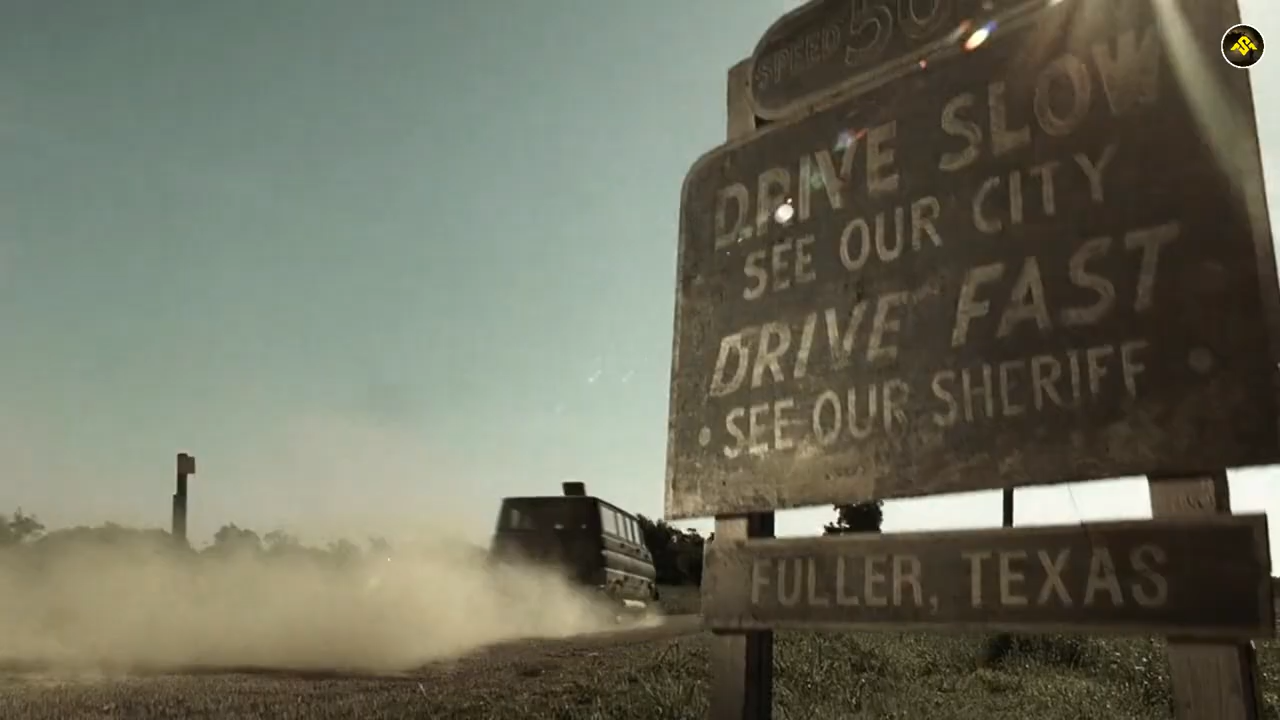 SPEED 50
DRIVE SLOW
SEE OUR CITY
DRIVE FAST
SEE OUR SHERIFF
FULLER, TEXAS